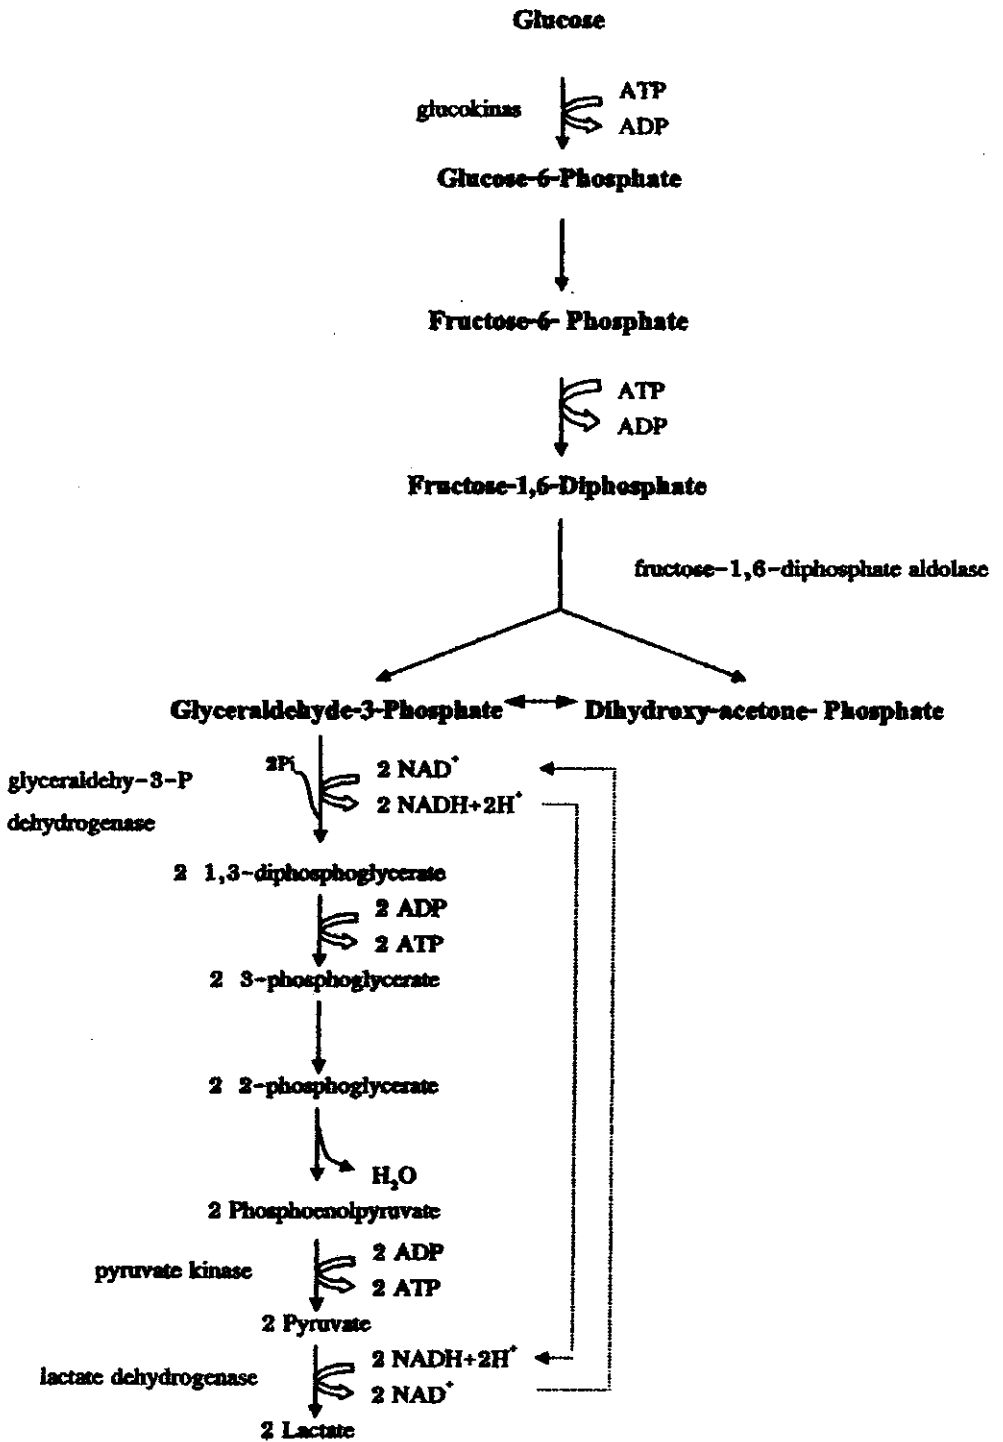 Glucose
glucokinas
ATP
ADP
Glucose-6-Phosphate
Fructose-6- Phosphate
ATP
ADP
Fructose-1,6-Diphosphate
fructose-1,6-diphosphate aldolase
Glyceraldehyde-3-Phosphate
Dihydroxy-acetone- Phosphate
glyceraldehy-3-P
dehydrogenase
2Pi
2 NAD⁺
2 NADH+2H⁺
2 1,3-diphosphoglycerate
2 ADP
2 ATP
2 3-phosphoglycerate
2 2-phosphoglycerate
H₂O
2 Phosphoenolpyruvate
pyruvate kinase
2 ADP
2 ATP
2 Pyruvate
lactate dehydrogenase
2 NADH+2H⁺
2 NAD⁺
2 Lactate